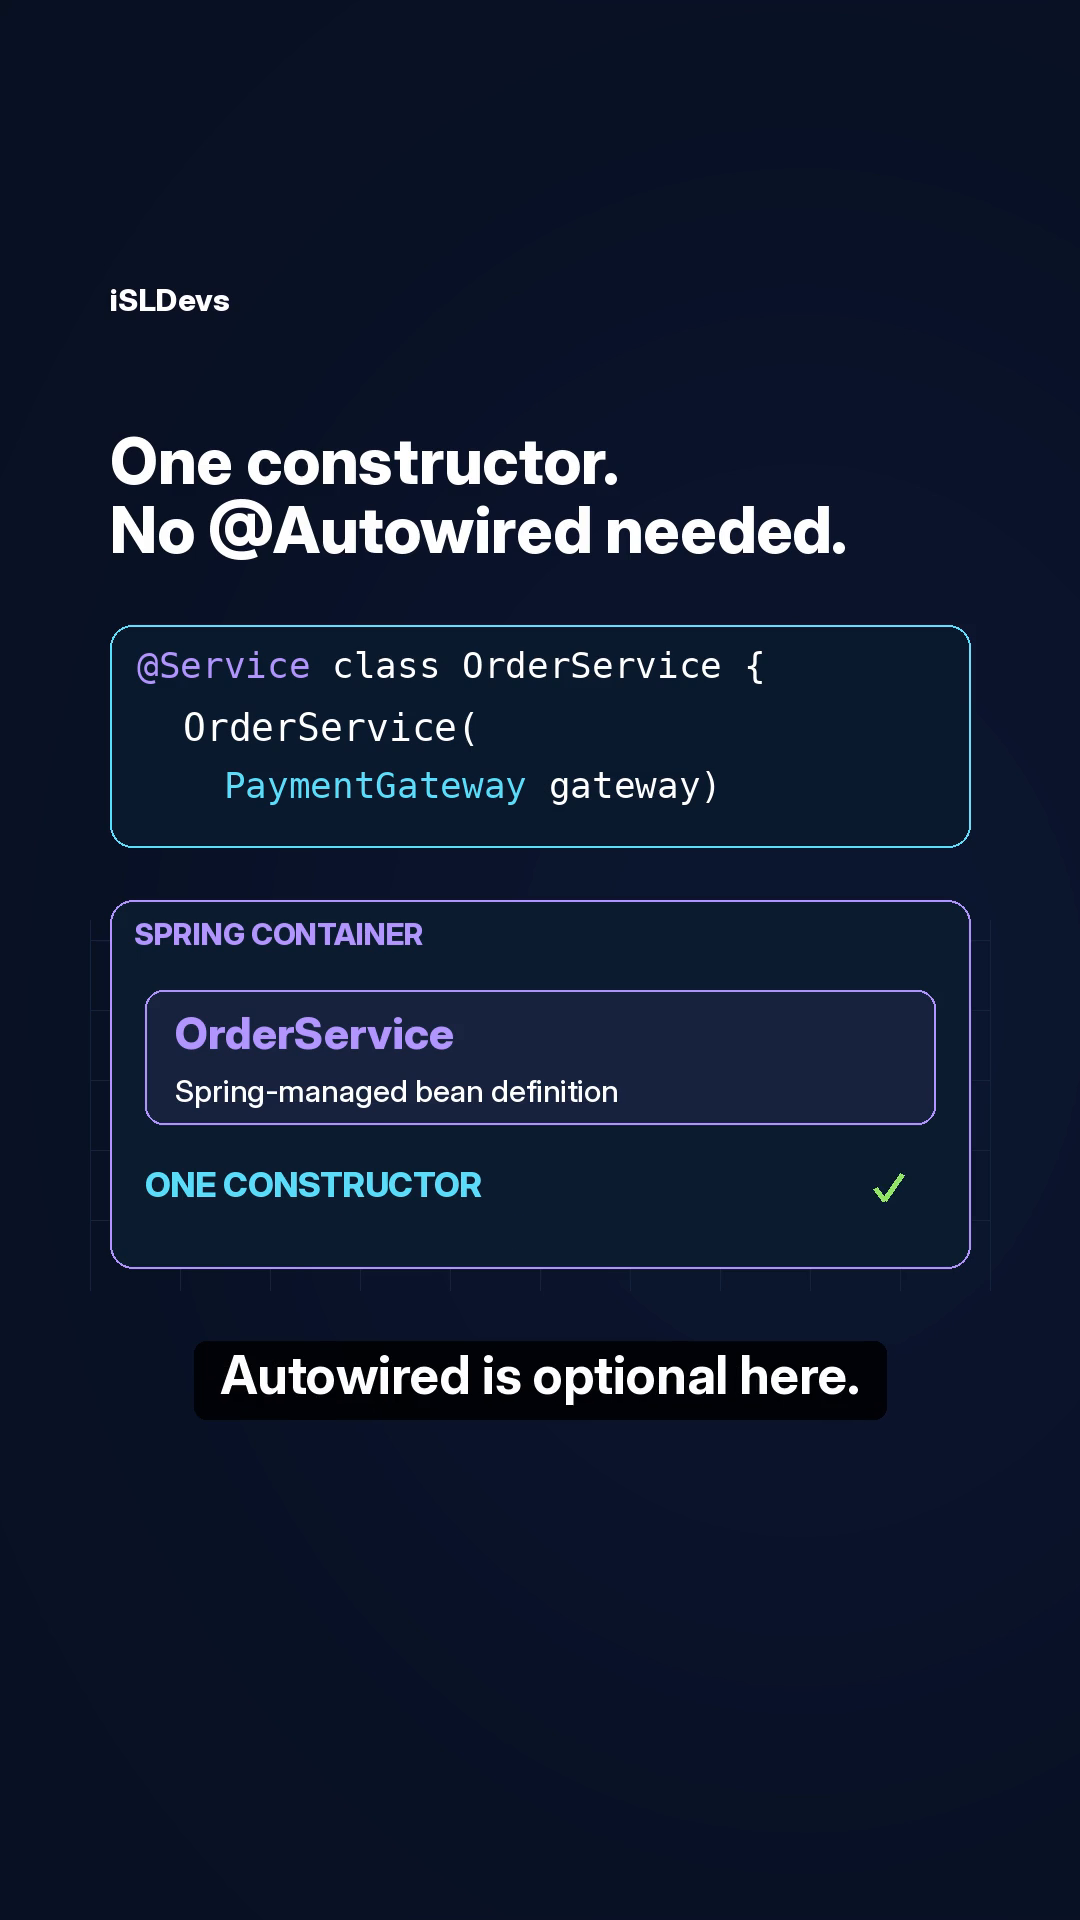 iSLDevs
One constructor.
No @Autowired needed.
@Service class OrderService {
OrderService(
PaymentGateway gateway)
SPRING CONTAINER
OrderService
Spring-managed bean definition
ONE CONSTRUCTOR ✓
Autowired is optional here.